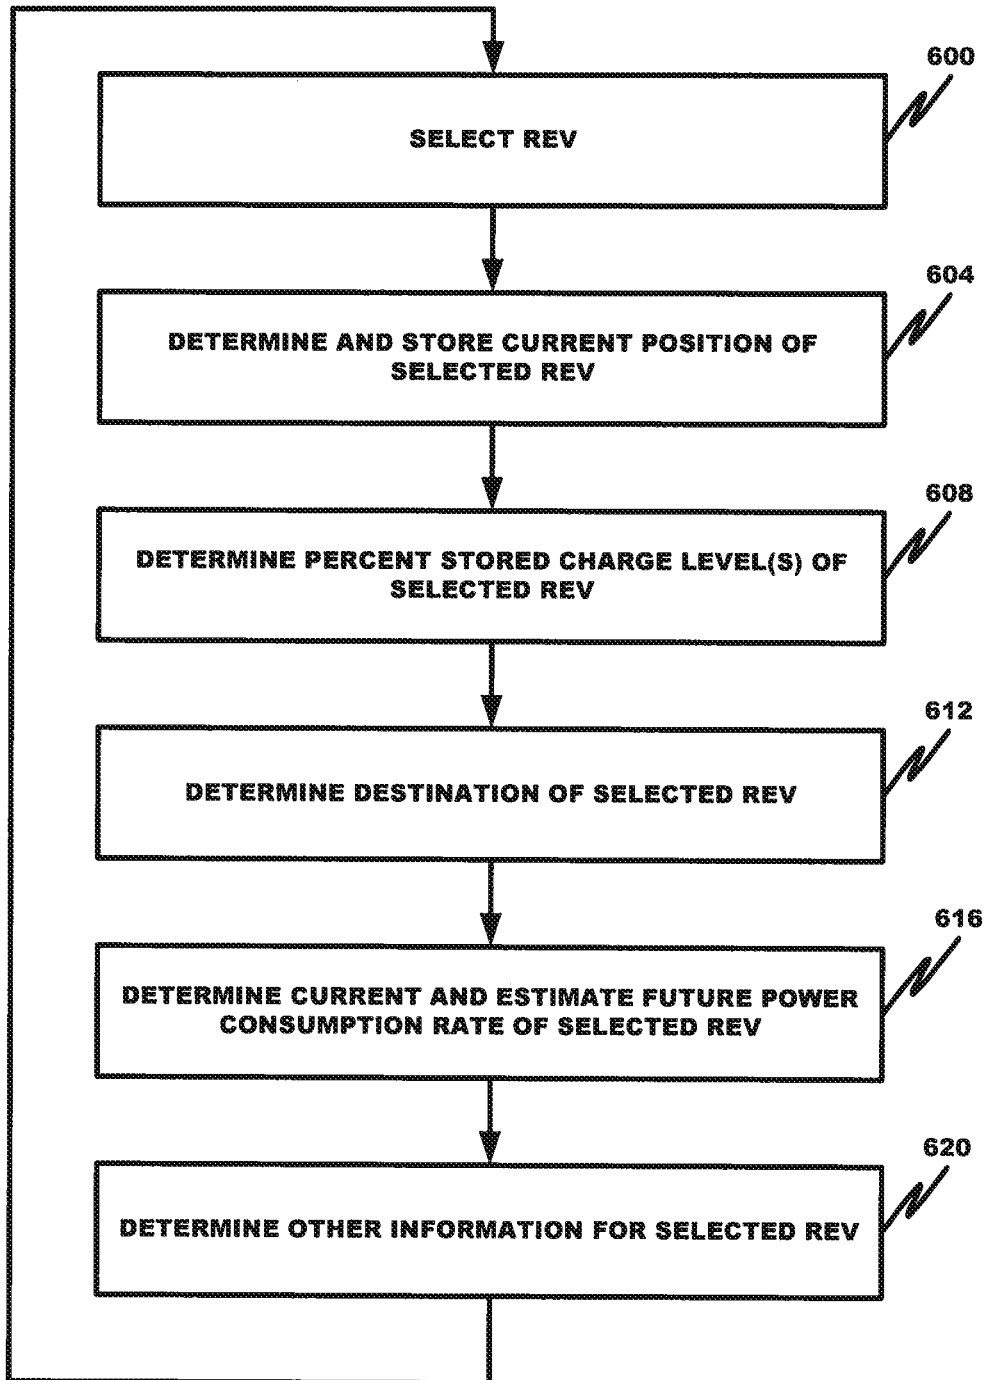 600
SELECT REV
604
DETERMINE AND STORE CURRENT POSITION OF
SELECTED REV
608
DETERMINE PERCENT STORED CHARGE LEVEL(S) OF
SELECTED REV
612
DETERMINE DESTINATION OF SELECTED REV
616
DETERMINE CURRENT AND ESTIMATE FUTURE POWER
CONSUMPTION RATE OF SELECTED REV
620
DETERMINE OTHER INFORMATION FOR SELECTED REV